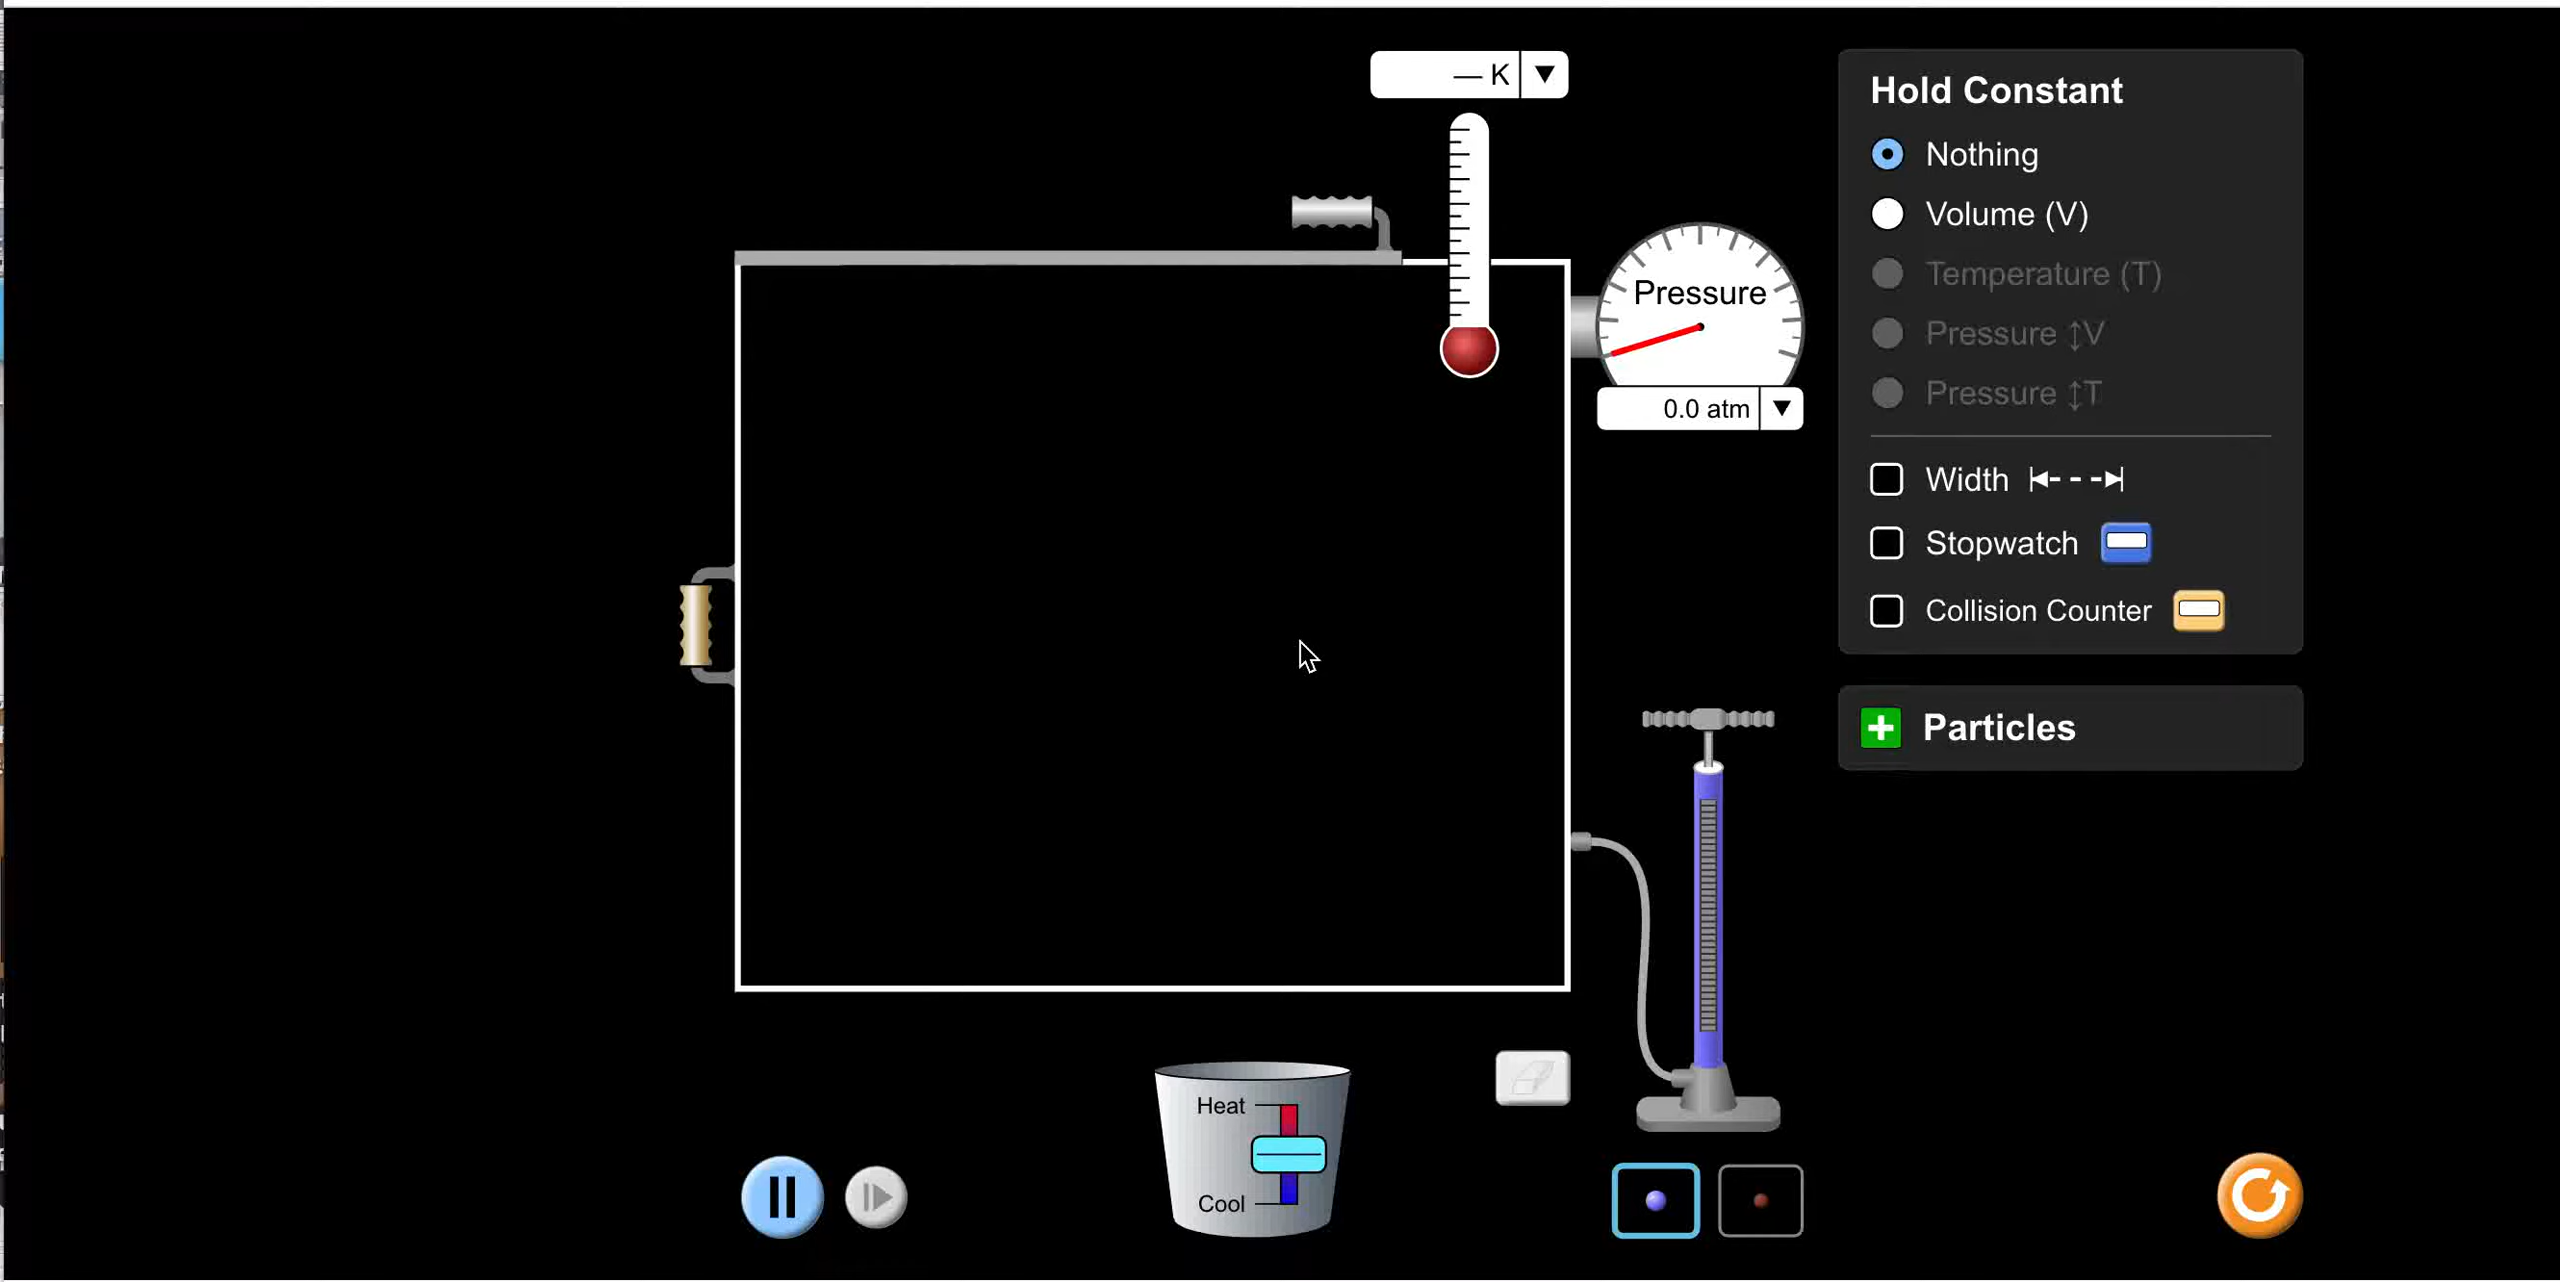 — K
Hold Constant
Nothing
Volume (V)
Temperature (T)
Pressure ↕V
Pressure ↕T
Pressure
0.0 atm
Width
Stopwatch
Collision Counter
Particles
Heat
Cool